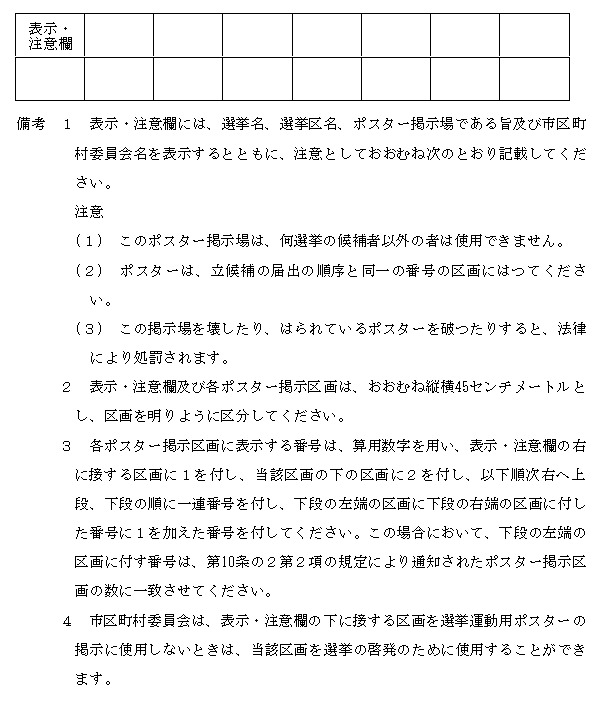 表示・
注意欄
備考　１　表示・注意欄には、選挙名、選挙区名、ポスター掲示場である旨及び市区町
村委員会名を表示するとともに、注意としておおむね次のとおり記載してくだ
さい。
注意
(１)　このポスター掲示場は、何選挙の候補者以外の者は使用できません。
(２)　ポスターは、立候補の届出の順序と同一の番号の区画にはつてくださ
い。
(３)　この掲示場を壊したり、はられているポスターを破つたりすると、法律
により処罰されます。
２　表示・注意欄及び各ポスター掲示区画は、おおむね縦横45センチメートルと
し、区画を明りように区分してください。
３　各ポスター掲示区画に表示する番号は、算用数字を用い、表示・注意欄の右
に接する区画に１を付し、当該区画の下の区画に２を付し、以下順次右へ上
段、下段の順に一連番号を付し、下段の左端の区画に下段の右端の区画に付し
た番号に１を加えた番号を付してください。この場合において、下段の左端の
区画に付す番号は、第10条の２第２項の規定により通知されたポスター掲示区
画の数に一致させてください。
４　市区町村委員会は、表示・注意欄の下に接する区画を選挙運動用ポスターの
掲示に使用しないときは、当該区画を選挙の啓発のために使用することができ
ます。